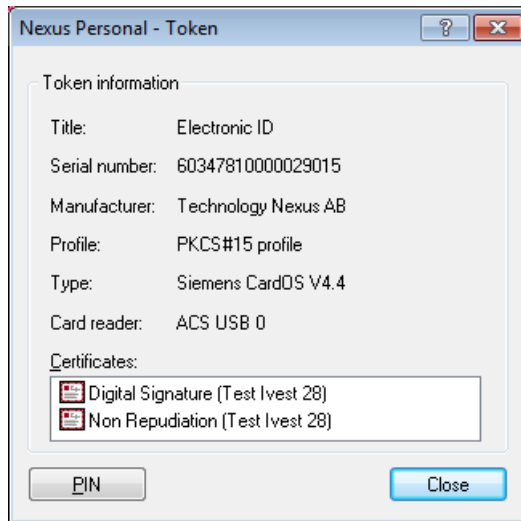 Nexus Personal - Token
Token information
Title: Electronic ID
Serial number: 60347810000029015
Manufacturer: Technology Nexus AB
Profile: PKCS#15 profile
Type: Siemens CardOS V4.4
Card reader: ACS USB 0
Certificates:
Digital Signature (Test Ivest 28)
Non Repudiation (Test Ivest 28)
PIN Close